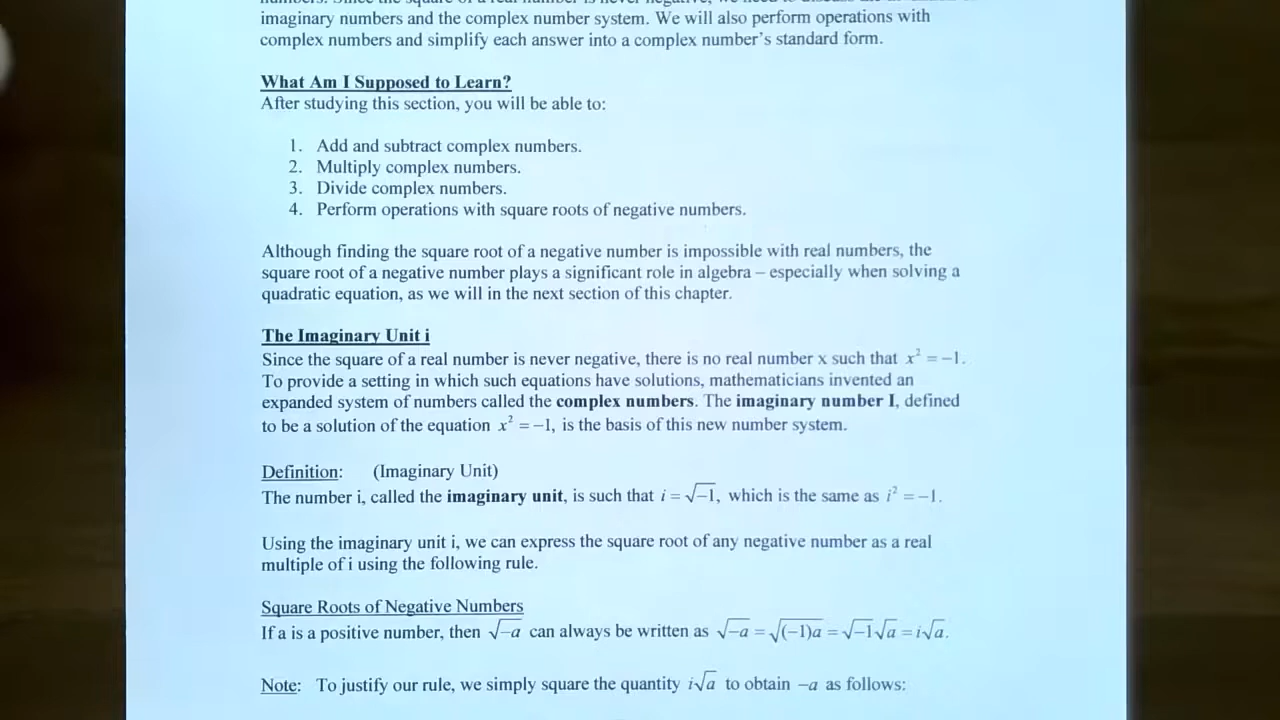 imaginary numbers and the complex number system. We will also perform operations with
complex numbers and simplify each answer into a complex number's standard form.
What Am I Supposed to Learn?
After studying this section, you will be able to:
1. Add and subtract complex numbers.
2. Multiply complex numbers.
3. Divide complex numbers.
4. Perform operations with square roots of negative numbers.
Although finding the square root of a negative number is impossible with real numbers, the
square root of a negative number plays a significant role in algebra – especially when solving a
quadratic equation, as we will in the next section of this chapter.
The Imaginary Unit i
Since the square of a real number is never negative, there is no real number x such that x² = −1.
To provide a setting in which such equations have solutions, mathematicians invented an
expanded system of numbers called the complex numbers. The imaginary number I, defined
to be a solution of the equation x² = −1, is the basis of this new number system.
Definition: (Imaginary Unit)
The number i, called the imaginary unit, is such that i = √−1, which is the same as i² = −1.
Using the imaginary unit i, we can express the square root of any negative number as a real
multiple of i using the following rule.
Square Roots of Negative Numbers
If a is a positive number, then √−a can always be written as √−a = √(−1)a = √−1√a = i√a.
Note: To justify our rule, we simply square the quantity i√a to obtain −a as follows: